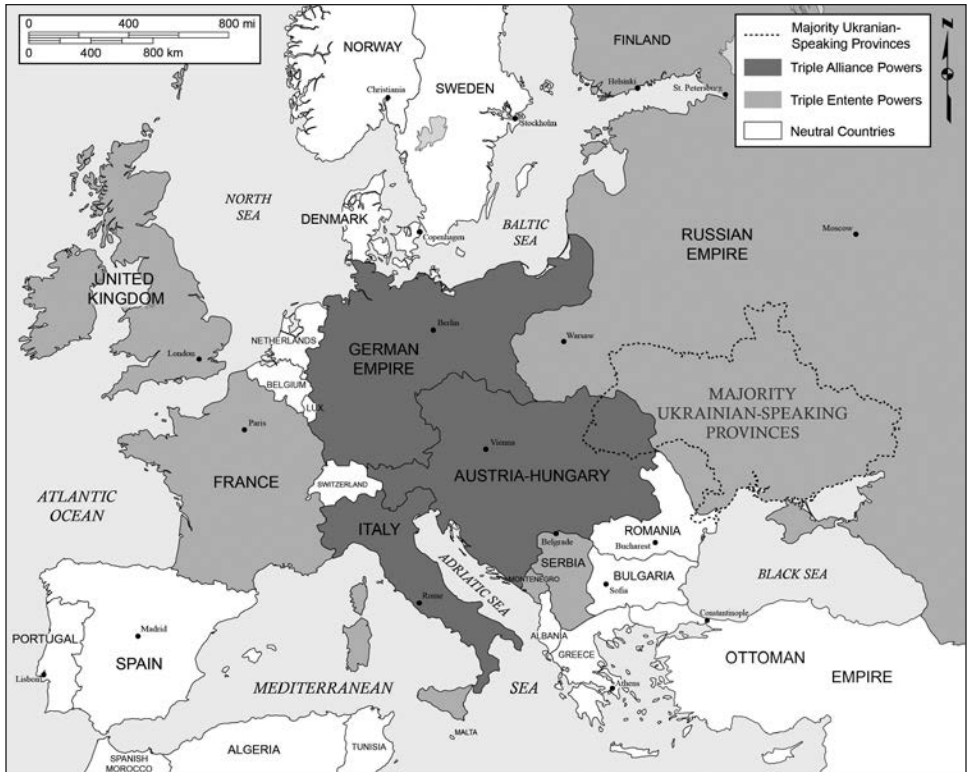 0 400 800 mi
0 400 800 km
Majority Ukranian-
Speaking Provinces
Triple Alliance Powers
Triple Entente Powers
Neutral Countries
N
NORWAY
Christiania
SWEDEN
Stockholm
FINLAND
Helsinki
St. Petersburg
NORTH
SEA
DENMARK
Copenhagen
BALTIC
SEA
RUSSIAN
EMPIRE
Moscow
UNITED
KINGDOM
London
NETHERLANDS
BELGIUM
LUX.
Berlin
GERMAN
EMPIRE
Warsaw
MAJORITY
UKRAINIAN-SPEAKING
PROVINCES
Paris
FRANCE
SWITZERLAND
Vienna
AUSTRIA-HUNGARY
ATLANTIC
OCEAN
ITALY
Rome
ADRIATIC SEA
Belgrade
SERBIA
MONTENEGRO
ROMANIA
Bucharest
BULGARIA
Sofia
BLACK SEA
Constantinople
ALBANIA
GREECE
Athens
OTTOMAN
EMPIRE
PORTUGAL
Lisbon
Madrid
SPAIN
MEDITERRANEAN
SEA
MALTA
SPANISH
MOROCCO
ALGERIA
TUNISIA